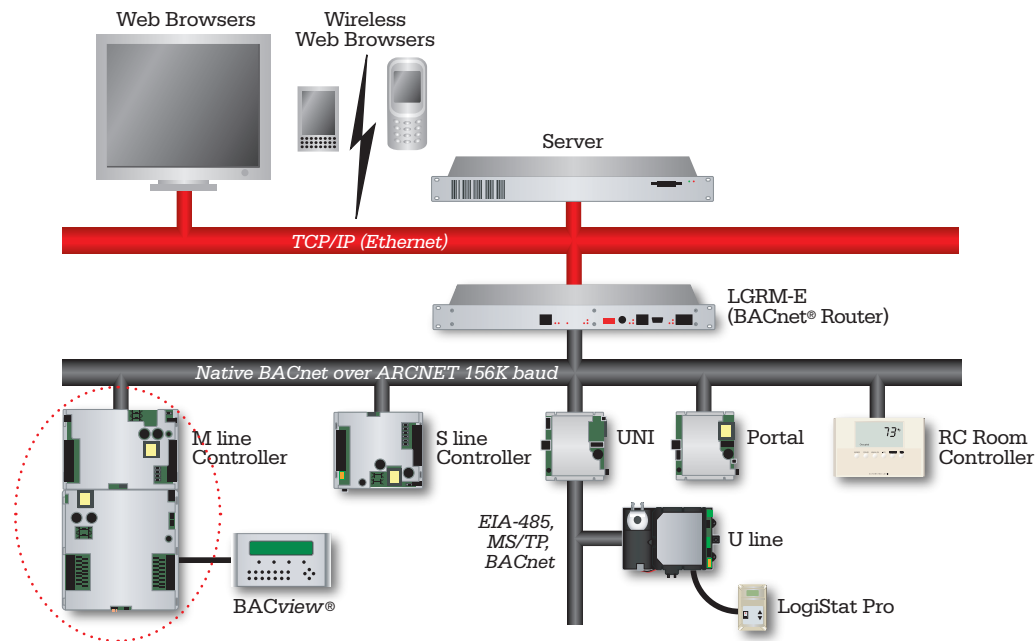 Web Browsers
Wireless
Web Browsers
Server
TCP/IP (Ethernet)
LGRM-E
(BACnet® Router)
Native BACnet over ARCNET 156K baud
M line
Controller
S line
Controller
UNI
Portal
73°
RC Room
Controller
EIA-485,
MS/TP,
BACnet
U line
BACview®
LogiStat Pro